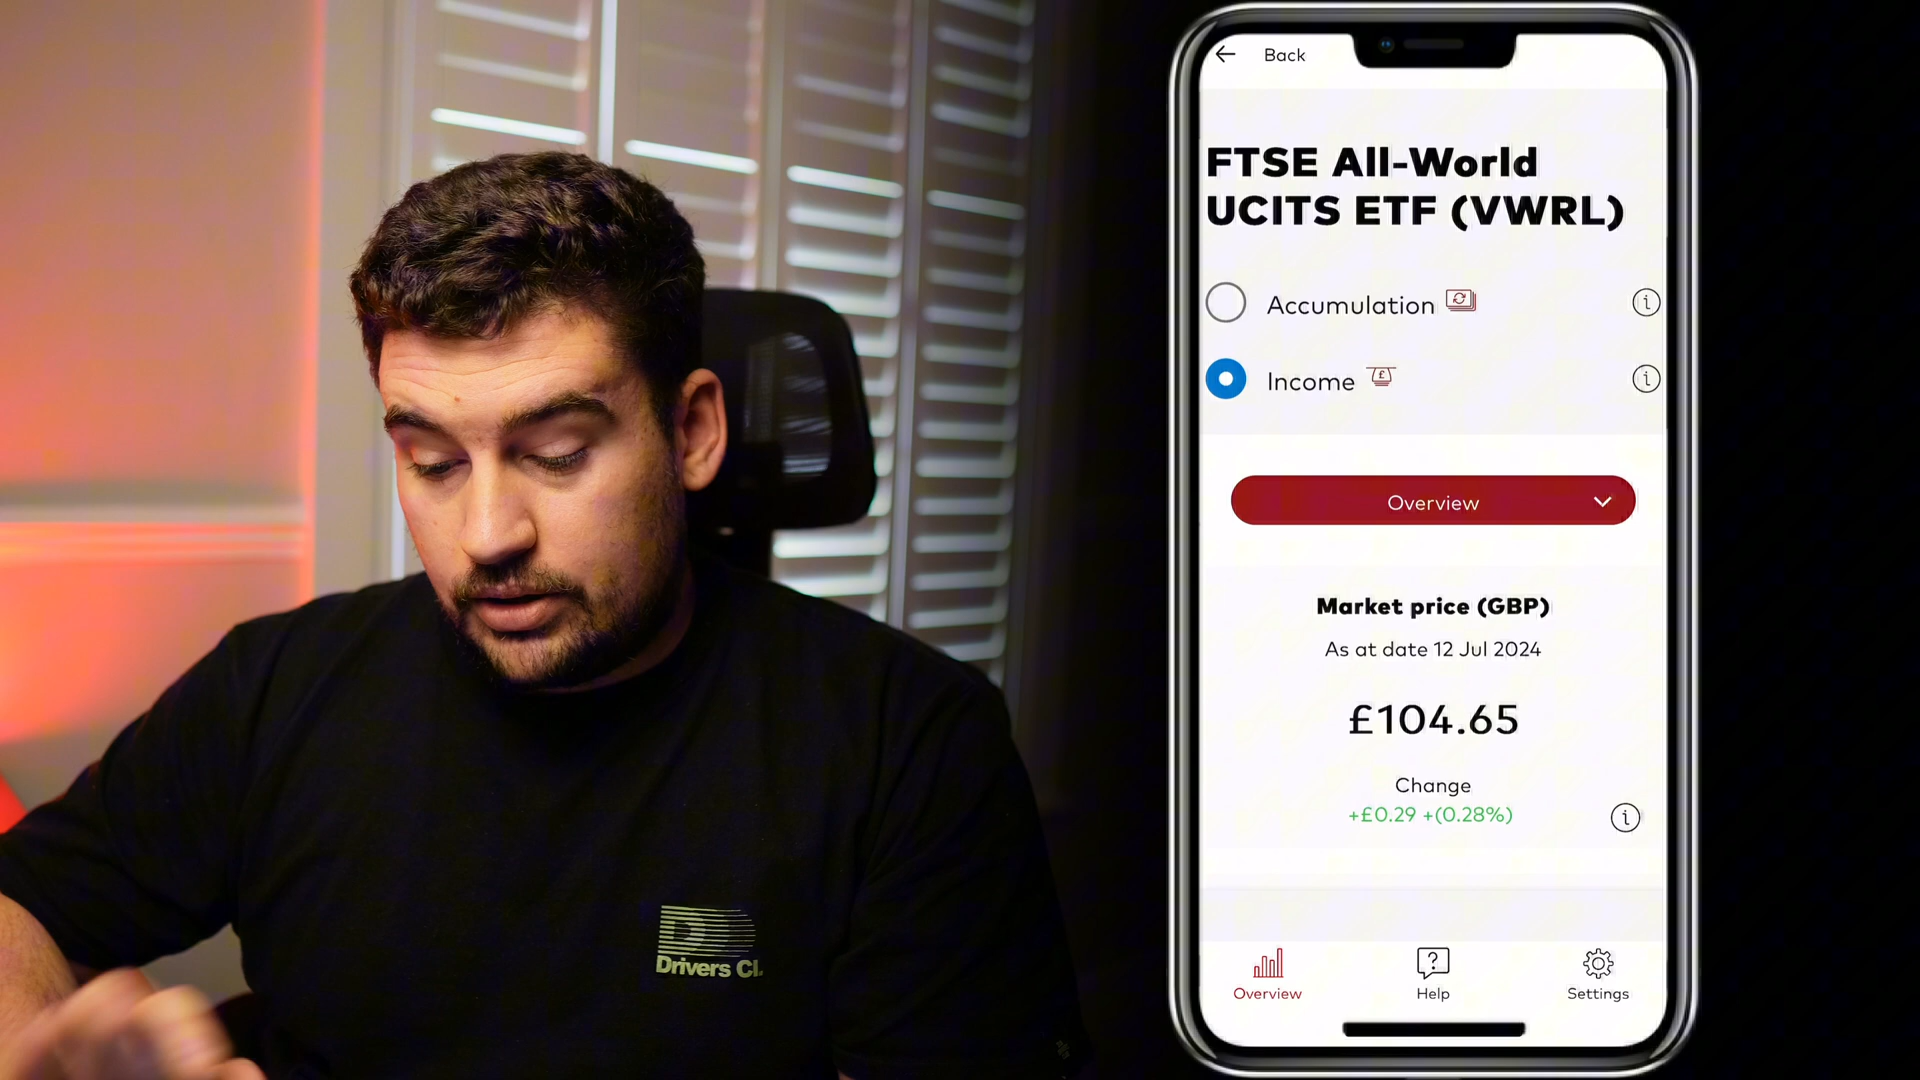 Back
FTSE All-World
UCITS ETF (VWRL)
Accumulation
Income
Overview
Market price (GBP)
As at date 12 Jul 2024
£104.65
Change
+£0.29 +(0.28%)
Overview
Help
Settings
D
Drivers Cl.